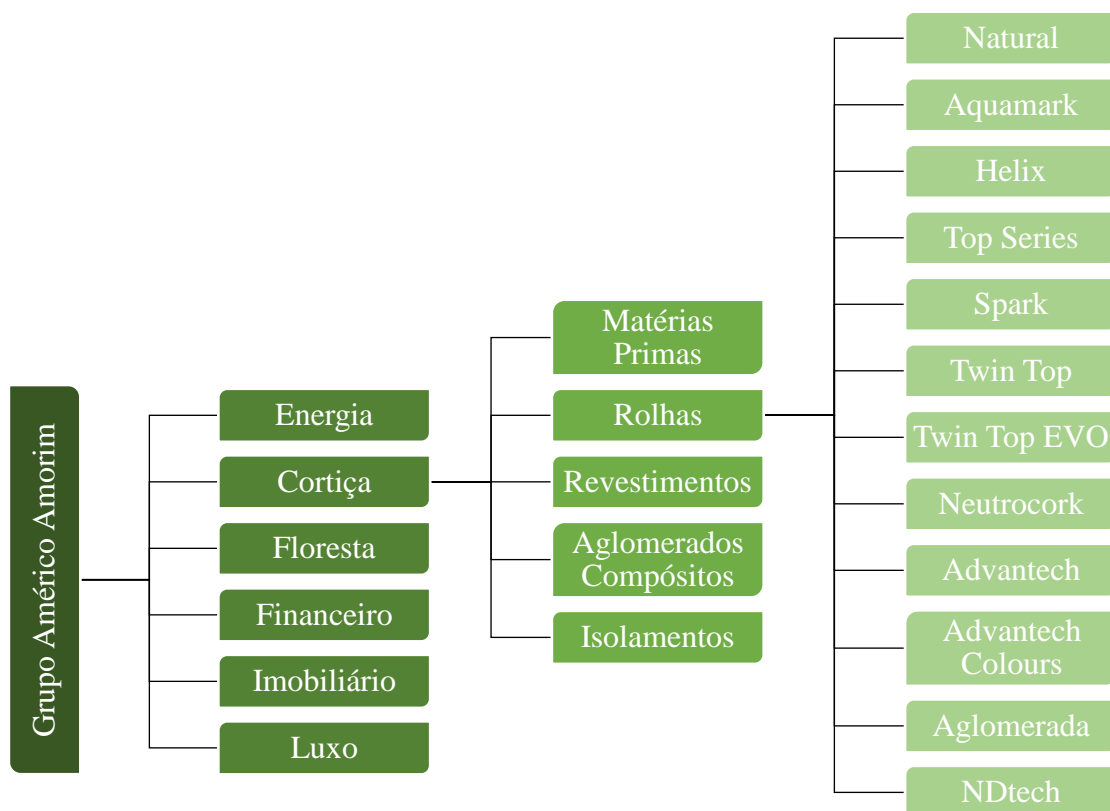 Grupo Américo Amorim
Energia
Cortiça
Floresta
Financeiro
Imobiliário
Luxo
Matérias
Primas
Rolhas
Revestimentos
Aglomerados
Compósitos
Isolamentos
Natural
Aquamark
Helix
Top Series
Spark
Twin Top
Twin Top EVO
Neutrocork
Advantech
Advantech
Colours
Aglomerada
NDtech